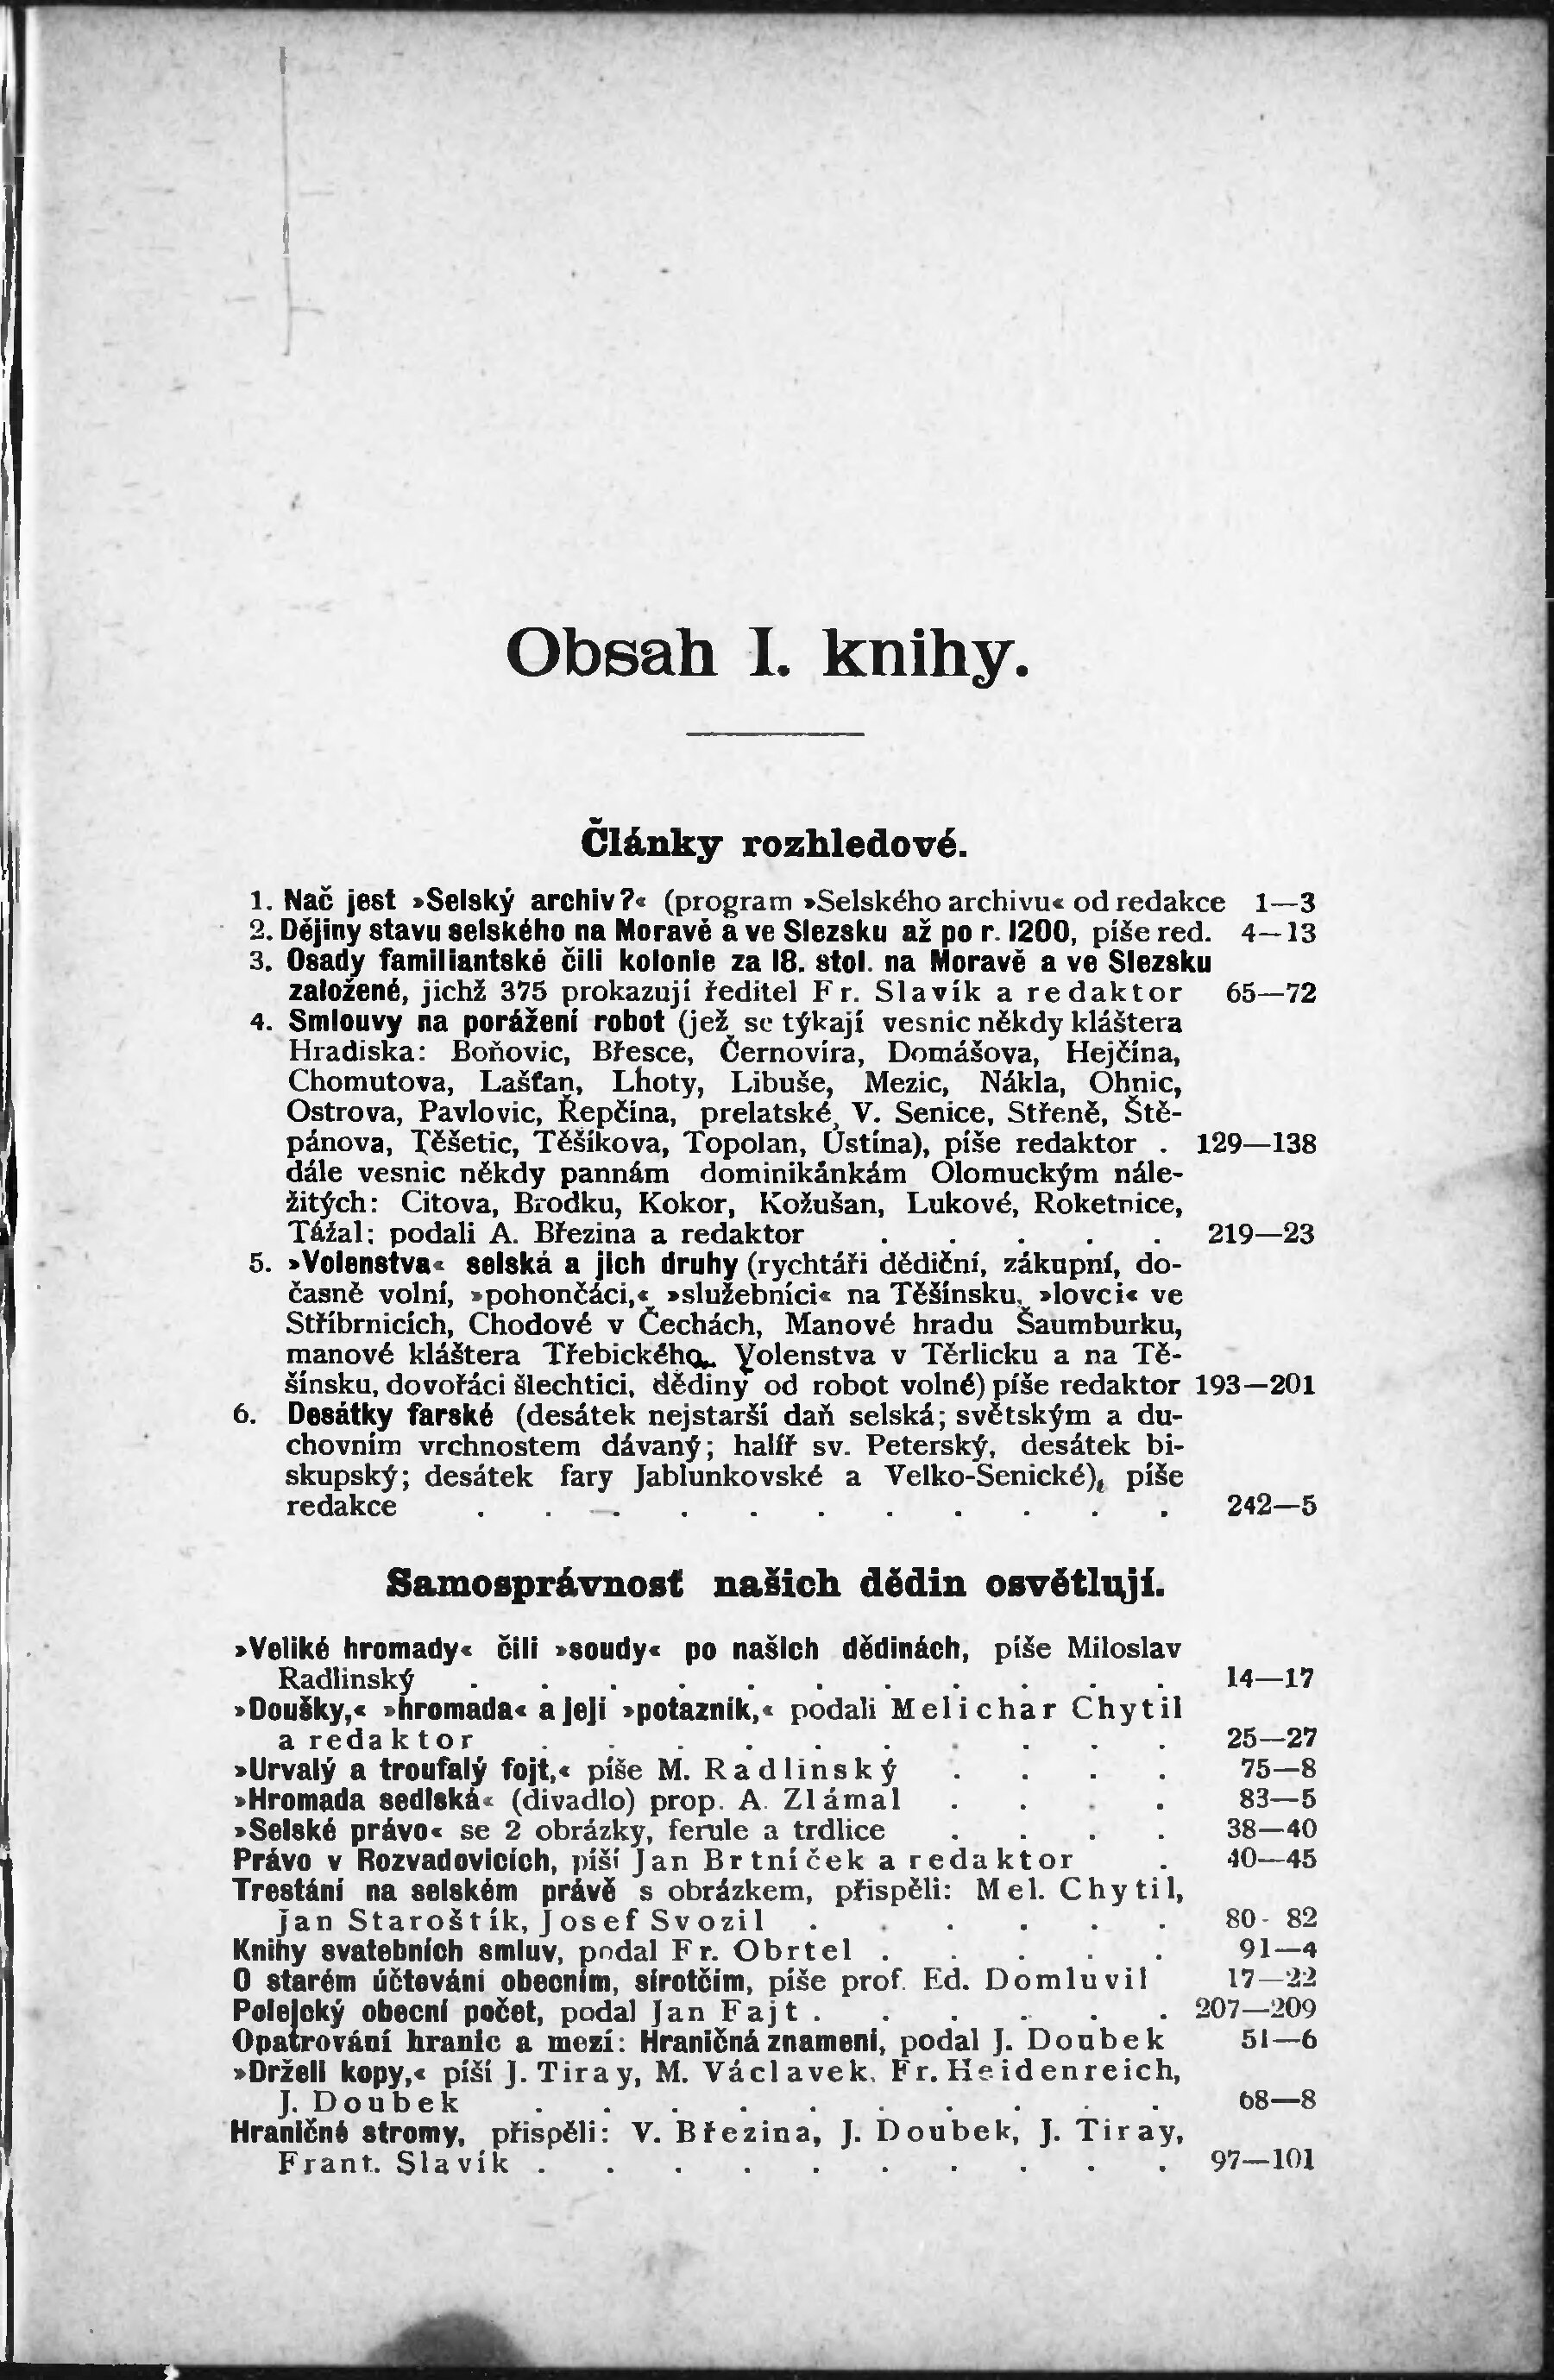 Obsah I. knihy.
Články rozhledové.
1. Nač jest »Selský archiv?« (program »Selského archivu« od redakce 1—3
2. Dějiny stavu selského na Moravě a ve Slezsku až po r. 1200, píše red. 4—13
3. Osady familiantské čili kolonie za 18. stol. na Moravě a ve Slezsku
založené, jichž 375 prokazují ředitel Fr. Slavík a redaktor 65—72
4. Smlouvy na porážení robot (jež se týkají vesnic někdy kláštera
Hradiska: Boňovic, Břesce, Černovíra, Domášova, Hejčína,
Chomutova, Lašťan, Lhoty, Libuše, Mezic, Nákla, Ohnic,
Ostrova, Pavlovic, Řepčína, prelatské, V. Senice, Střeně, Ště-
pánova, Těšetic, Těšíkova, Topolan, Ústína), píše redaktor . 129—138
dále vesnic někdy pannám dominikánkám Olomuckým nále-
žitých: Citova, Brodku, Kokor, Kožušan, Lukové, Roketnice,
Tážal; podali A. Březina a redaktor . . . . . 219—23
5. »Volenstva« selská a jich druhy (rychtáři dědiční, zákupní, do-
časně volní, »pohončáci,« »služebníci« na Těšínsku, »lovci« ve
Stříbrnicích, Chodové v Čechách, Manové hradu Šaumburku,
manové kláštera Třebického, Volenstva v Těrlicku a na Tě-
šínsku, dovořáci šlechtici, dědiny od robot volné) píše redaktor 193—201
6. Desátky farské (desátek nejstarší daň selská; světským a du-
chovním vrchnostem dávaný; halíř sv. Peterský, desátek bi-
skupský; desátek fary Jablunkovské a Velko-Senické), píše
redakce . . . . . . . . . . . 242—5
Samosprávnosť našich dědin osvětlují.
»Veliké hromady« čili »soudy« po našich dědinách, píše Miloslav
Radlinský . . . . . . . . . . . 14—17
»Doušky,« »hromada« a její »potazník,« podali Melichar Chytil
a redaktor . . . . . . . . . . 25—27
»Urvalý a troufalý fojt,« píše M. Radlinský . . . . 75—8
»Hromada sedlská« (divadlo) prop. A. Zlámal . . . . 83—5
»Selské právo« se 2 obrázky, ferule a trdlice . . . . 38—40
Právo v Rozvadovicích, píší Jan Brtníček a redaktor . 40—45
Trestání na selském právě s obrázkem, přispěli: Mel. Chytil,
Jan Staroštík, Josef Svozil . . . . . . 80- 82
Knihy svatebních smluv, podal Fr. Obrtel . . . . . 91—4
O starém účtování obecním, sirotčím, píše prof. Ed. Domluvil 17—22
Polejcký obecní počet, podal Jan Fajt . . . . . . 207—209
Opatrování hranic a mezí: Hraničná znamení, podal J. Doubek 51—6
»Drželi kopy,« píší J. Tiray, M. Václavek, Fr. Heidenreich,
J. Doubek . . . . . . . . . . 68—8
Hraničné stromy, přispěli: V. Březina, J. Doubek, J. Tiray,
Frant. Slavík . . . . . . . . . . 97—101